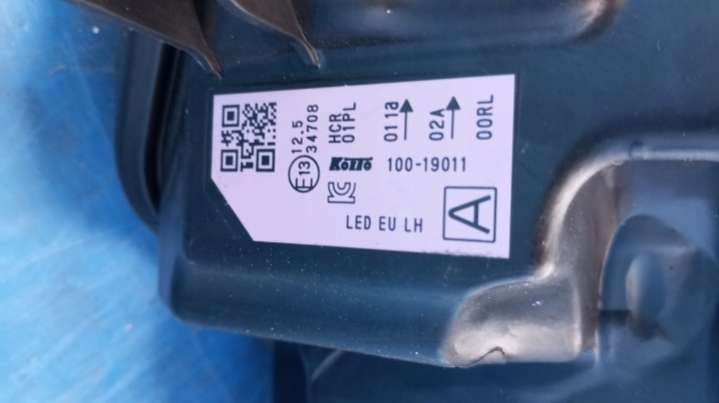 E13
12,5
34708
HCR
01PL
011a
02A
00RL
KOITO 100-19011
A
LED EU LH